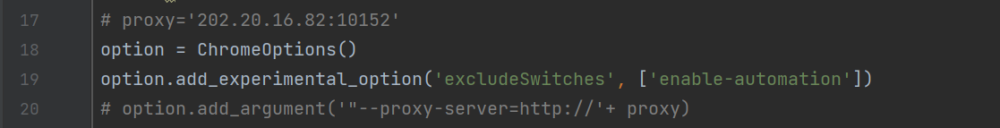 17 # proxy='202.20.16.82:10152'
18 option = ChromeOptions()
19 option.add_experimental_option('excludeSwitches', ['enable-automation'])
20 # option.add_argument('"--proxy-server=http://'+ proxy)